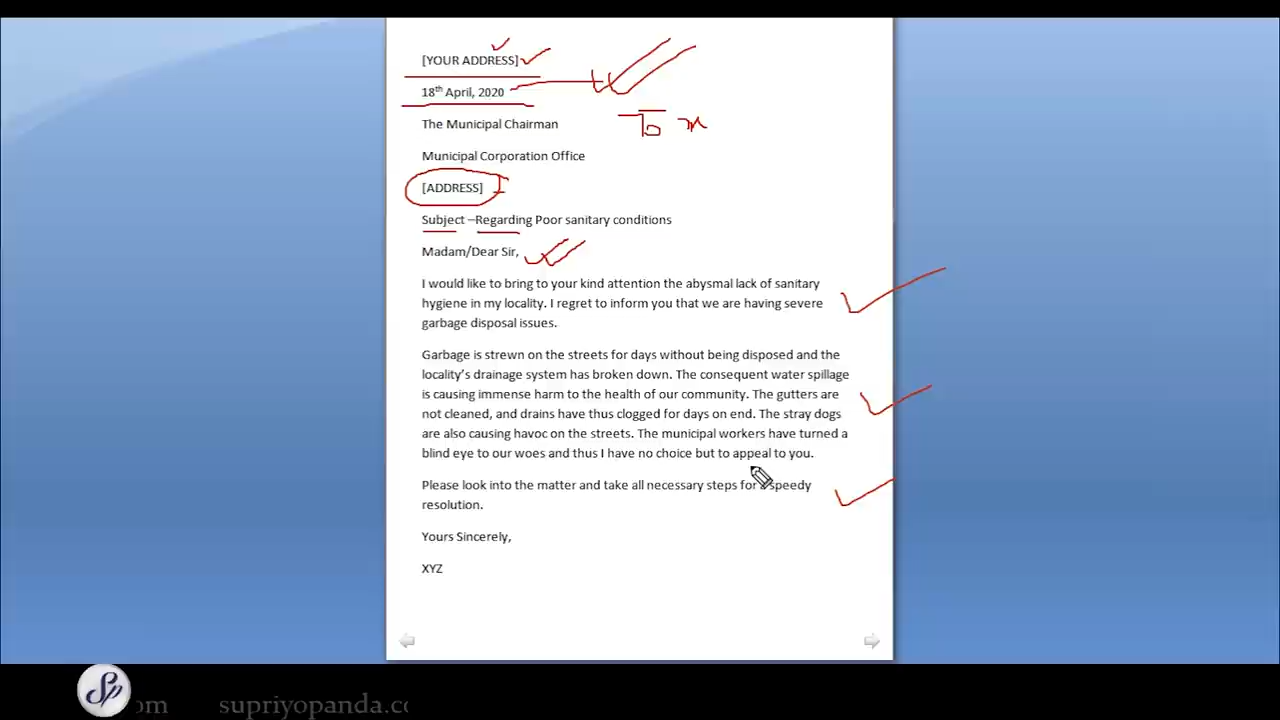 [YOUR ADDRESS]
18th April, 2020
The Municipal Chairman
To
Municipal Corporation Office
[ADDRESS]
Subject –Regarding Poor sanitary conditions
Madam/Dear Sir,
I would like to bring to your kind attention the abysmal lack of sanitary
hygiene in my locality. I regret to inform you that we are having severe
garbage disposal issues.
Garbage is strewn on the streets for days without being disposed and the
locality's drainage system has broken down. The consequent water spillage
is causing immense harm to the health of our community. The gutters are
not cleaned, and drains have thus clogged for days on end. The stray dogs
are also causing havoc on the streets. The municipal workers have turned a
blind eye to our woes and thus I have no choice but to appeal to you.
Please look into the matter and take all necessary steps for a speedy
resolution.
Yours Sincerely,
XYZ
om supriyopanda.co